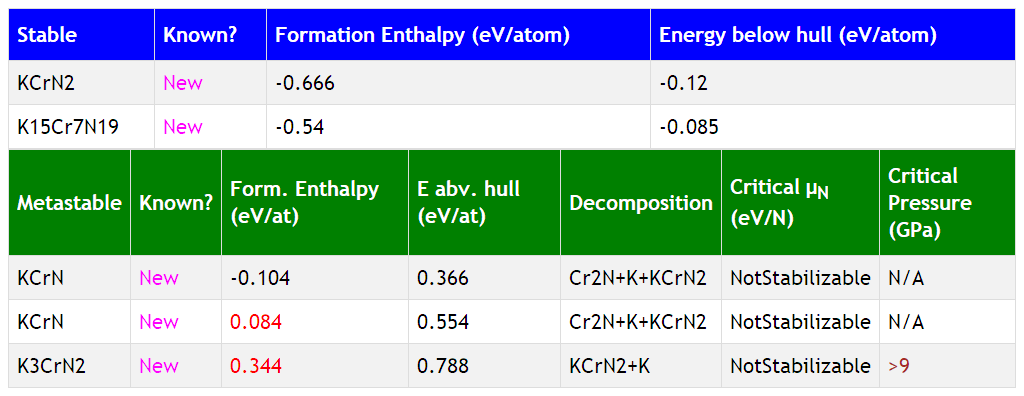 Stable Known? Formation Enthalpy (eV/atom) Energy below hull (eV/atom)
KCrN2 New -0.666 -0.12
K15Cr7N19 New -0.54 -0.085
Metastable Known? Form. Enthalpy (eV/at) E abv. hull (eV/at) Decomposition Critical μN (eV/N) Critical Pressure (GPa)
KCrN New -0.104 0.366 Cr2N+K+KCrN2 NotStabilizable N/A
KCrN New 0.084 0.554 Cr2N+K+KCrN2 NotStabilizable N/A
K3CrN2 New 0.344 0.788 KCrN2+K NotStabilizable >9